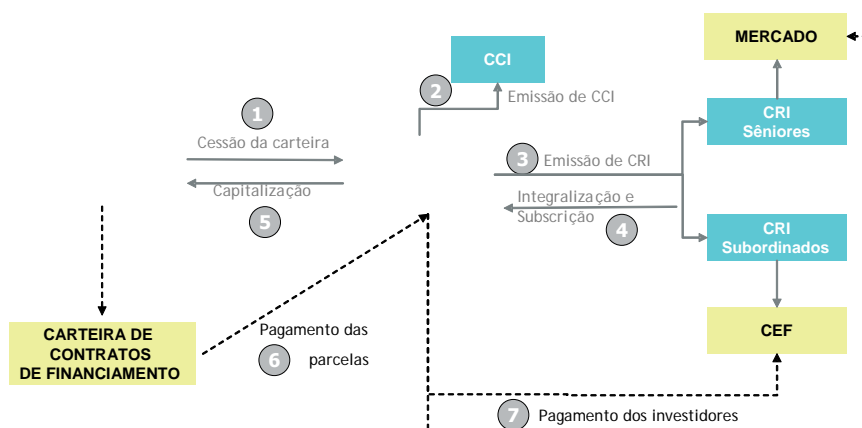 MERCADO
CCI
2
Emissão de CCI
1
Cessão da carteira
CRI
Sêniores
3
Emissão de CRI
Capitalização
5
Integralização e
Subscrição
4
CRI
Subordinados
CARTEIRA DE
CONTRATOS
DE FINANCIAMENTO
Pagamento das
6
parcelas
CEF
7
Pagamento dos investidores